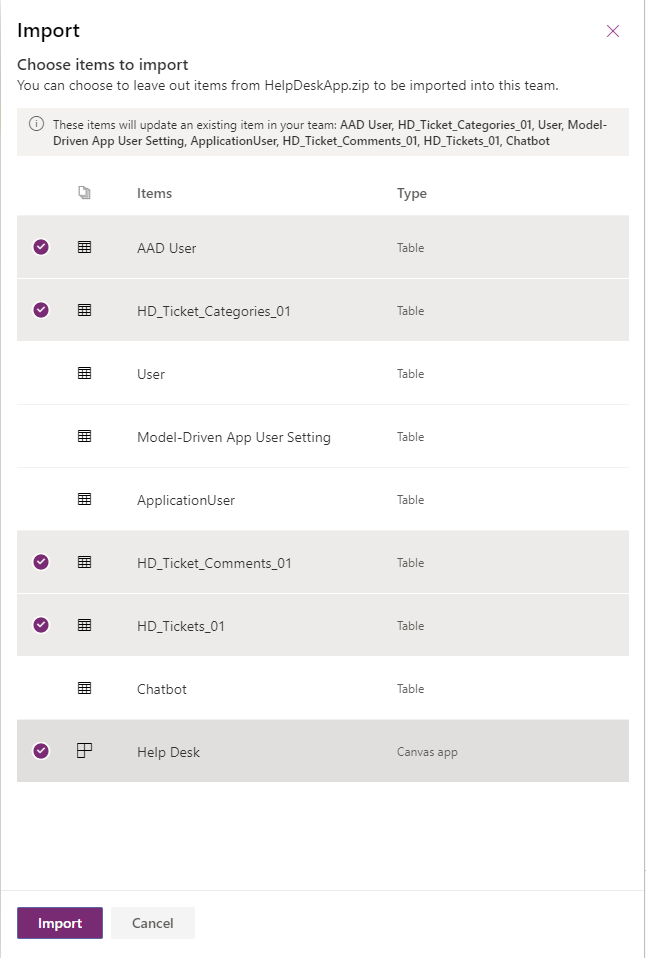 Import
Choose items to import
You can choose to leave out items from HelpDeskApp.zip to be imported into this team.
These items will update an existing item in your team: AAD User, HD_Ticket_Categories_01, User, Model-
Driven App User Setting, ApplicationUser, HD_Ticket_Comments_01, HD_Tickets_01, Chatbot
Items Type
AAD User Table
HD_Ticket_Categories_01 Table
User Table
Model-Driven App User Setting Table
ApplicationUser Table
HD_Ticket_Comments_01 Table
HD_Tickets_01 Table
Chatbot Table
Help Desk Canvas app
Import Cancel